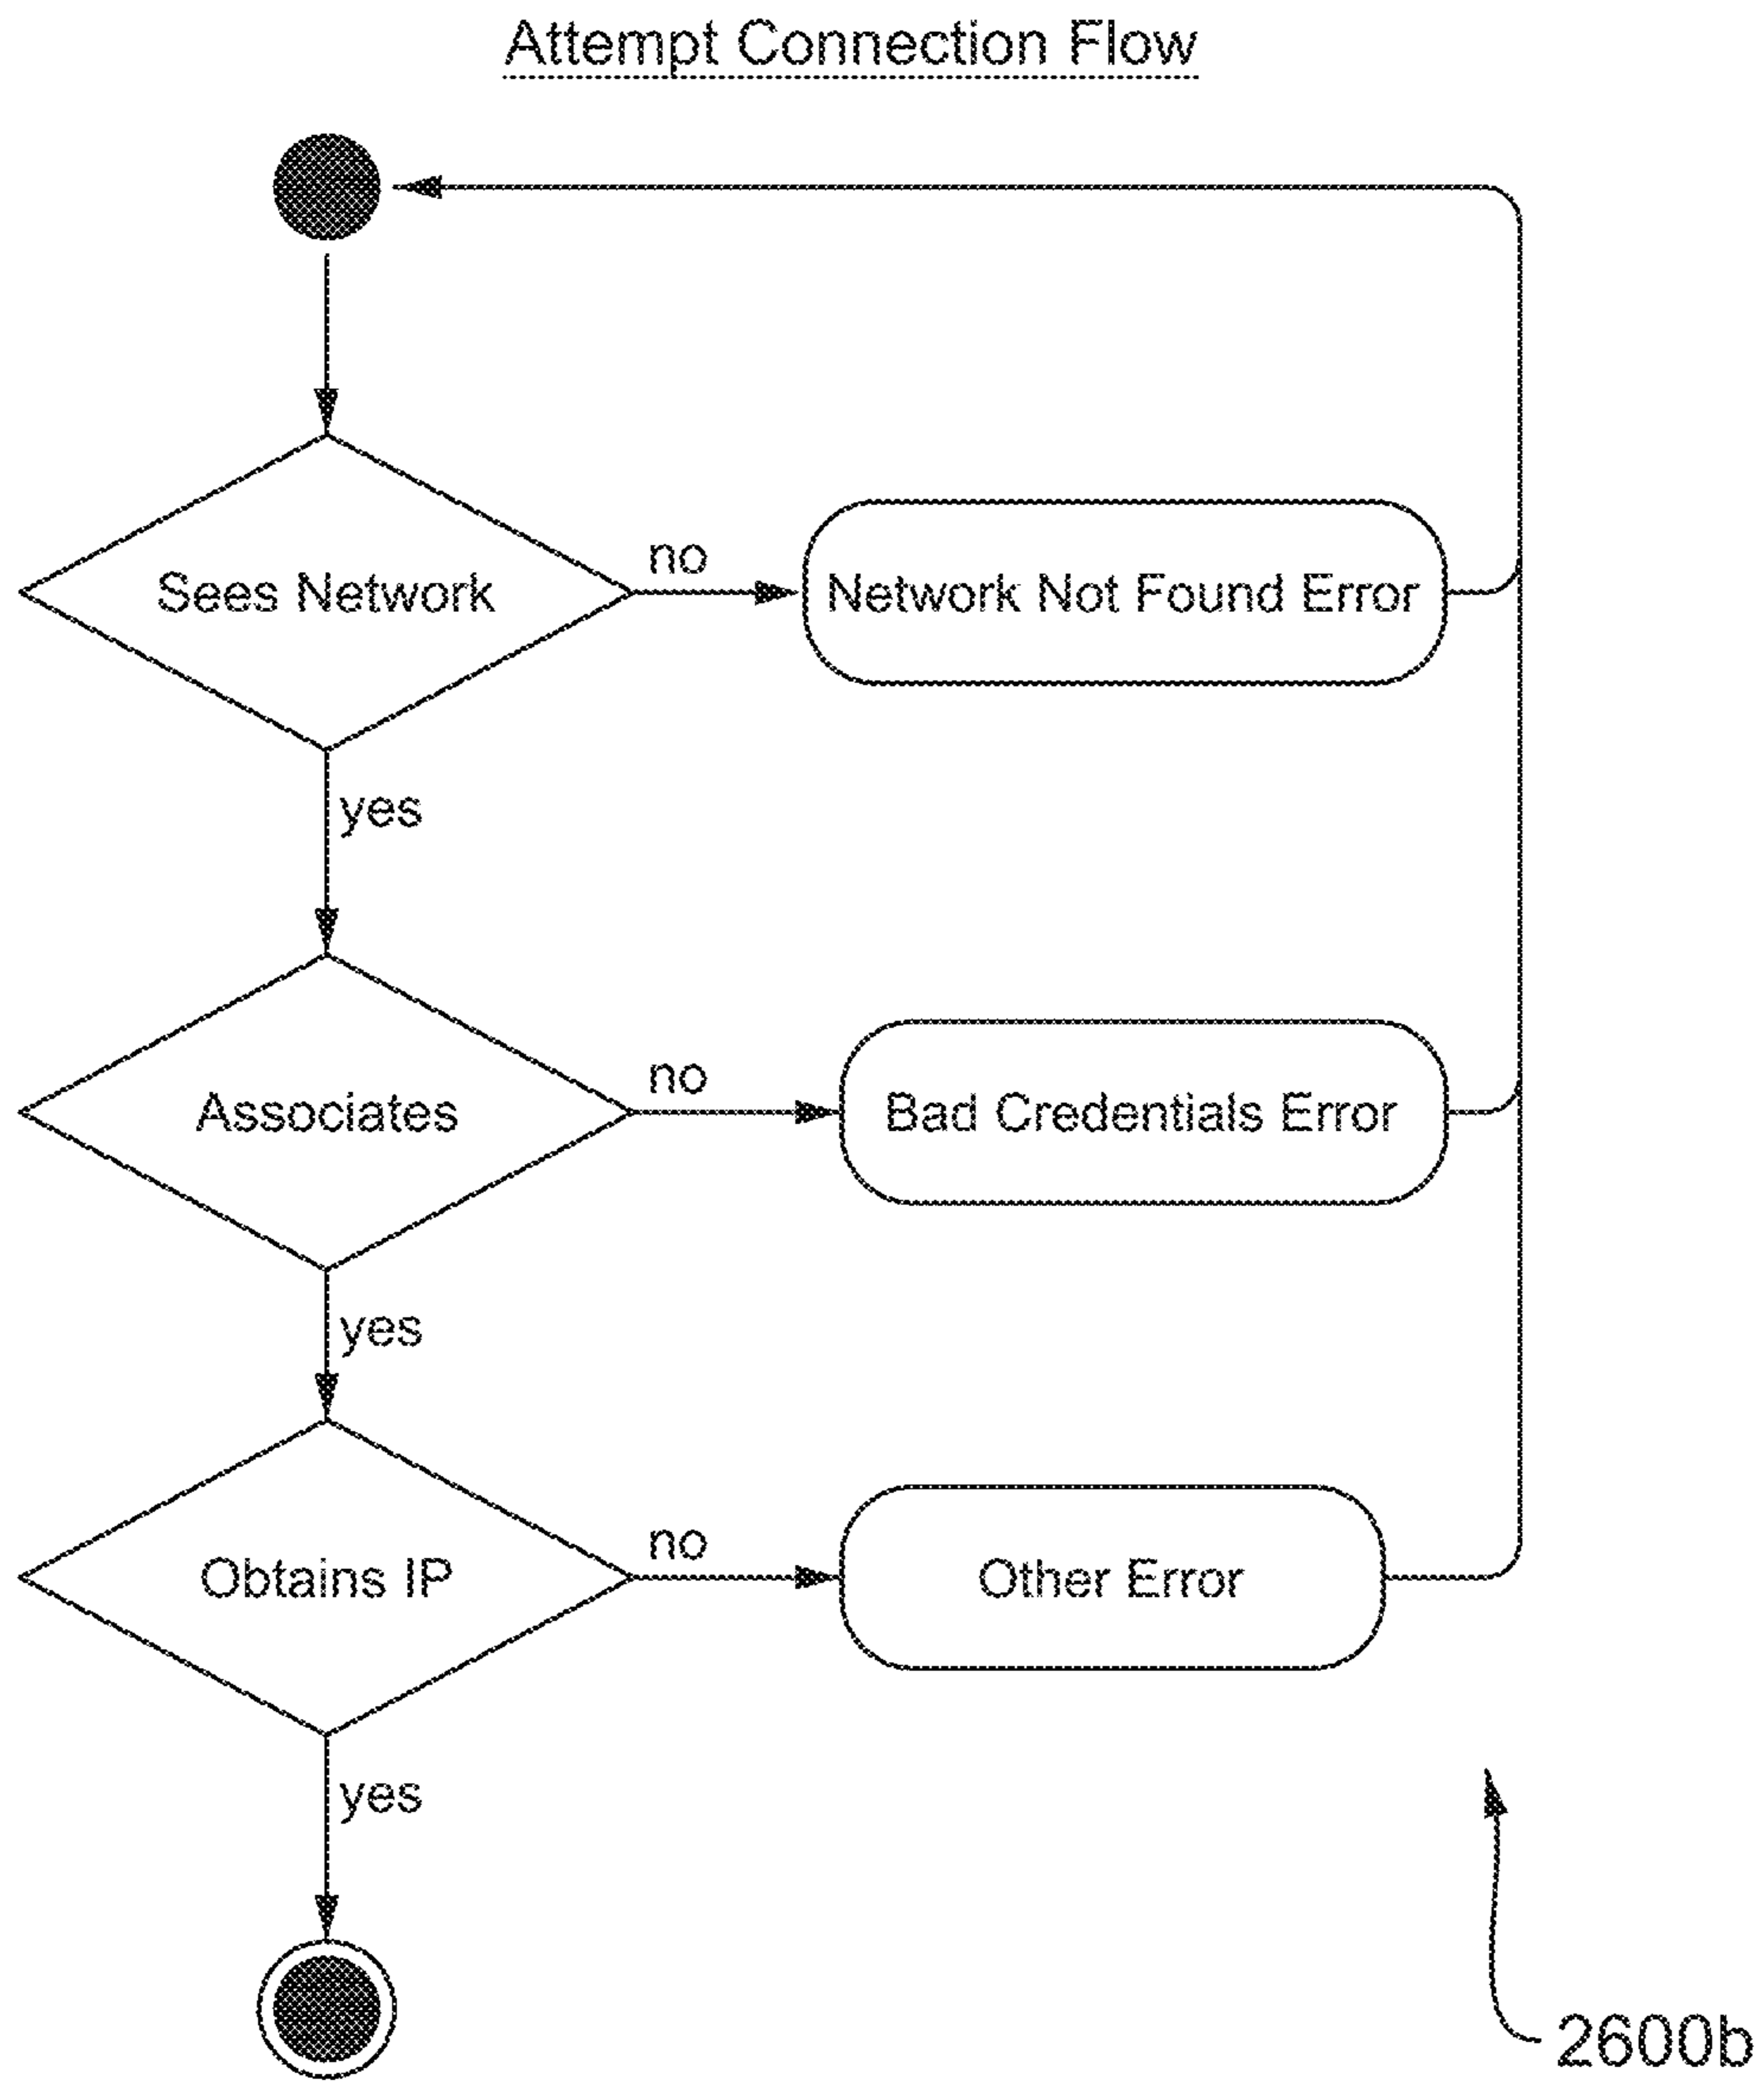 Attempt Connection Flow
Sees Network
no
Network Not Found Error
yes
Associates
no
Bad Credentials Error
yes
Obtains IP
no
Other Error
yes
2600b